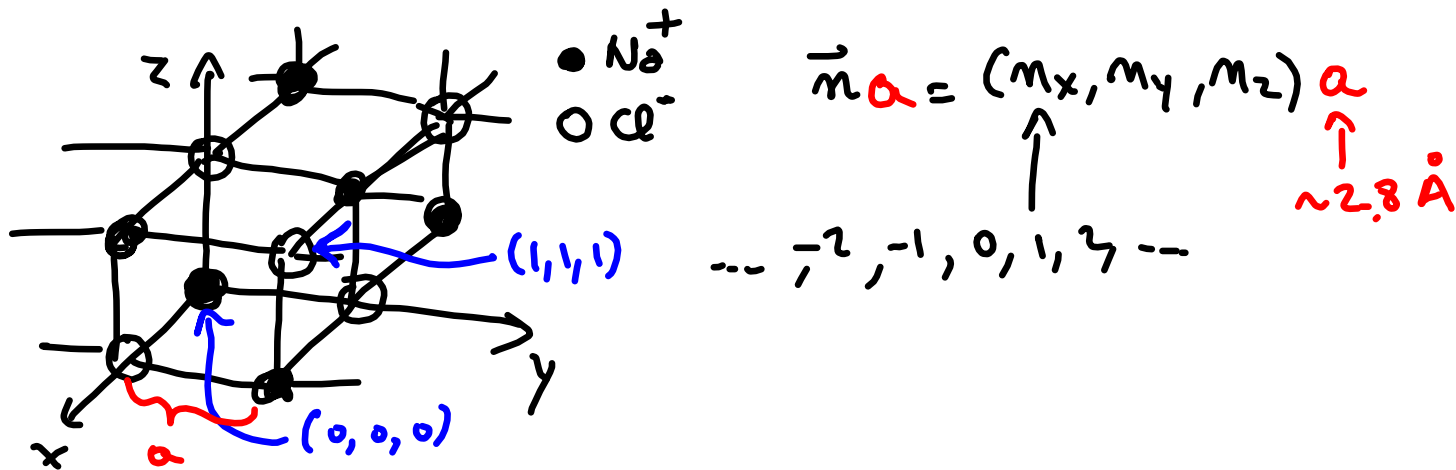 z
● Na⁺
○ Cl⁻
n⃗a = (nx, ny, nz) a
~2.8 Å
(1,1,1)
... , -2, -1, 0, 1, 2, ...
y
x
a
(0,0,0)